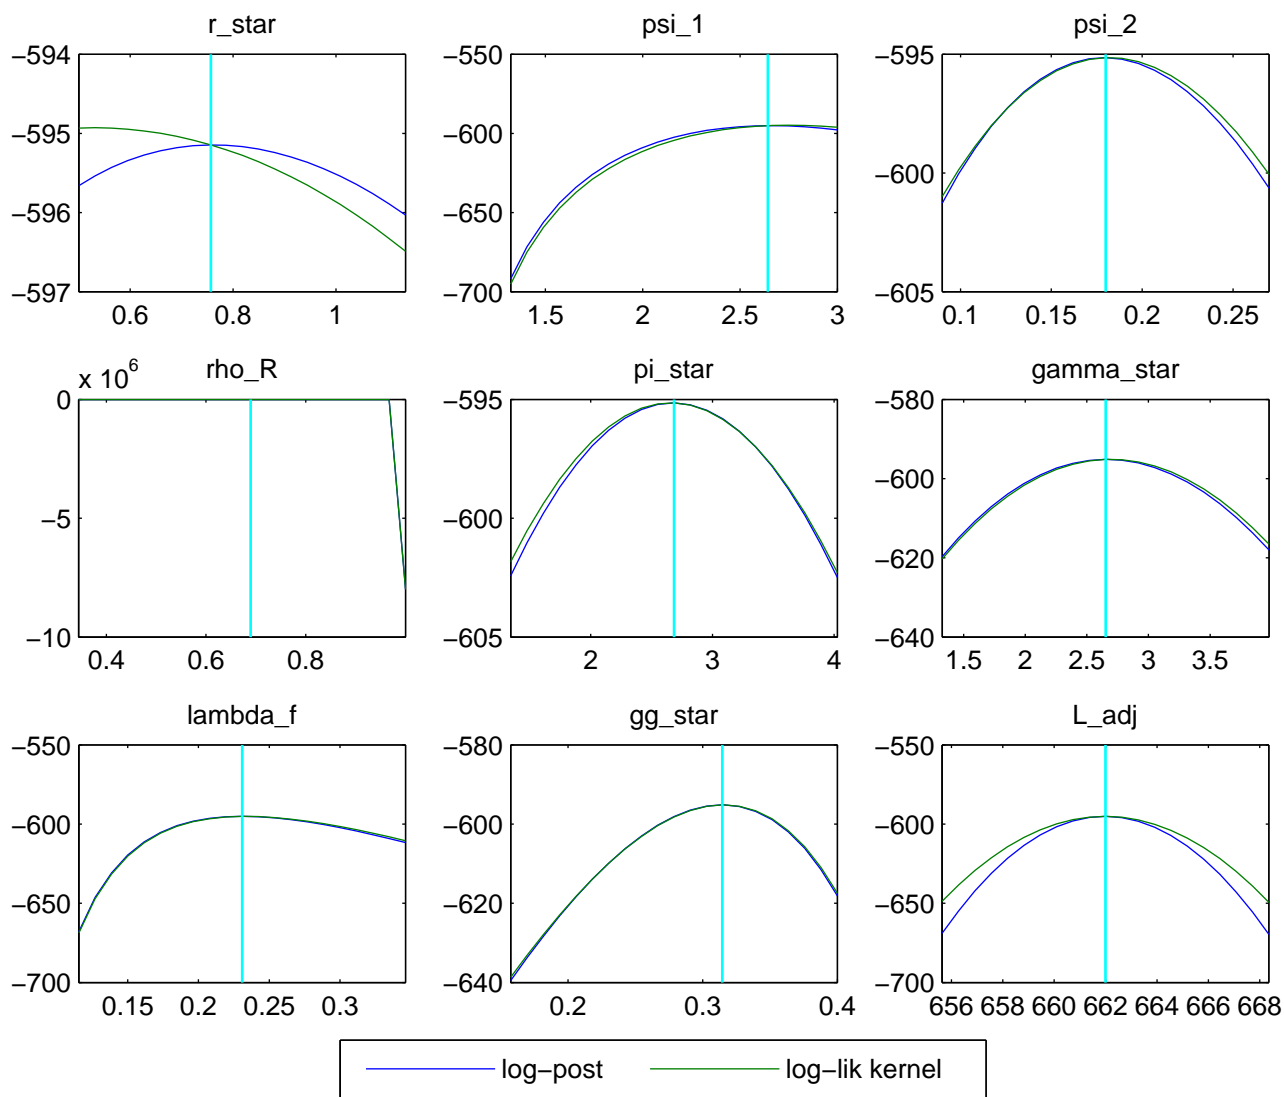 r_star
psi_1
psi_2
−594
−595
−596
−597
0.6 0.8 1
−550
−600
−650
−700
1.5 2 2.5 3
−595
−600
−605
0.1 0.15 0.2 0.25
x 10^6
rho_R
pi_star
gamma_star
0
−5
−10
0.4 0.6 0.8
−595
−600
−605
2 3 4
−580
−600
−620
−640
1.5 2 2.5 3 3.5
lambda_f
gg_star
L_adj
−550
−600
−650
−700
0.15 0.2 0.25 0.3
−580
−600
−620
−640
0.2 0.3 0.4
−550
−600
−650
−700
656 658 660 662 664 666 668
log−post
log−lik kernel